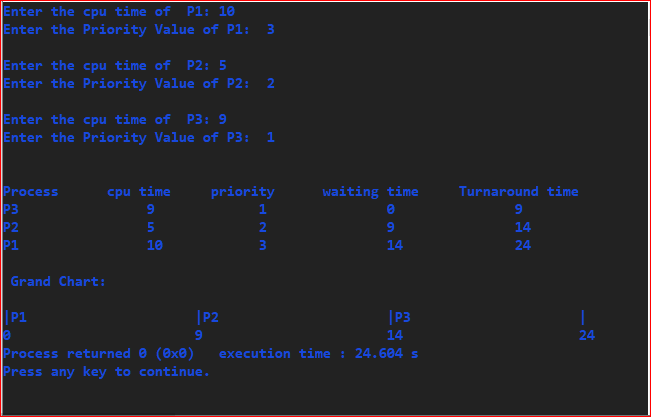 Enter the cpu time of  P1: 10
Enter the Priority Value of P1:  3
Enter the cpu time of  P2: 5
Enter the Priority Value of P2:  2
Enter the cpu time of  P3: 9
Enter the Priority Value of P3:  1
Process      cpu time     priority      waiting time     Turnaround time
P3                9             1               0               9
P2                5             2               9               14
P1                10            3               14              24
Grand Chart:
|P1                     |P2                     |P3                     |
0                       9                       14                      24
Process returned 0 (0x0)   execution time : 24.604 s
Press any key to continue.